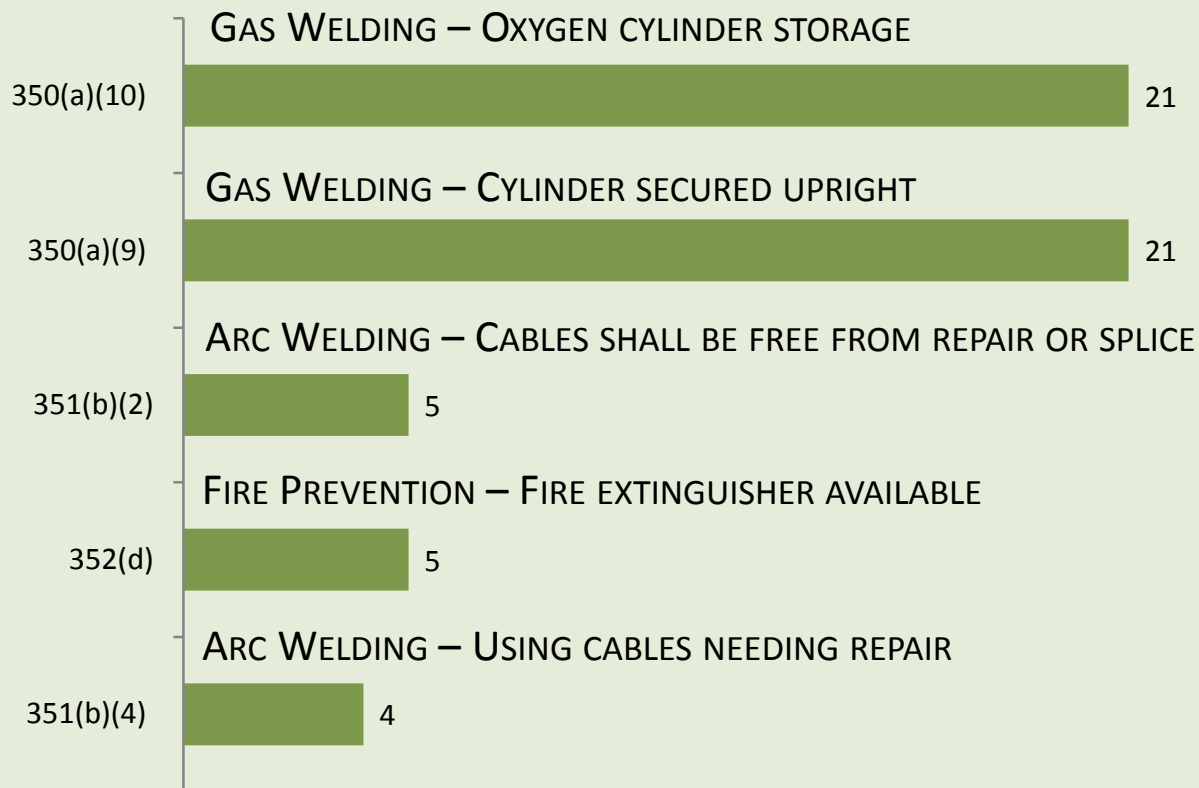 Gas Welding – Oxygen cylinder storage
350(a)(10) 21
Gas Welding – Cylinder secured upright
350(a)(9) 21
Arc Welding – Cables shall be free from repair or splice
351(b)(2) 5
Fire Prevention – Fire extinguisher available
352(d) 5
Arc Welding – Using cables needing repair
351(b)(4) 4